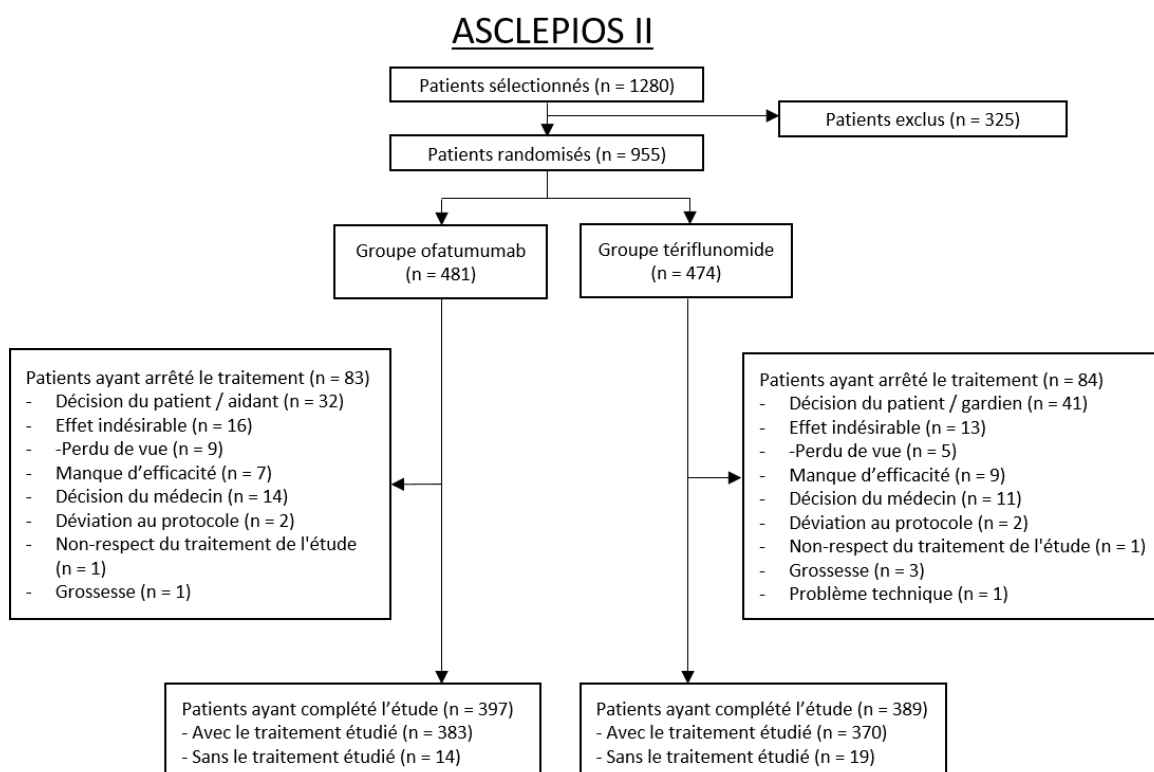 ASCLEPIOS II
Patients sélectionnés (n = 1280)
Patients exclus (n = 325)
Patients randomisés (n = 955)
Groupe ofatumumab
(n = 481)
Groupe tériflunomide
(n = 474)
Patients ayant arrêté le traitement (n = 83)
- Décision du patient / aidant (n = 32)
- Effet indésirable (n = 16)
- -Perdu de vue (n = 9)
- Manque d’efficacité (n = 7)
- Décision du médecin (n = 14)
- Déviation au protocole (n = 2)
- Non-respect du traitement de l'étude
(n = 1)
- Grossesse (n = 1)
Patients ayant arrêté le traitement (n = 84)
- Décision du patient / gardien (n = 41)
- Effet indésirable (n = 13)
- -Perdu de vue (n = 5)
- Manque d’efficacité (n = 9)
- Décision du médecin (n = 11)
- Déviation au protocole (n = 2)
- Non-respect du traitement de l'étude (n = 1)
- Grossesse (n = 3)
- Problème technique (n = 1)
Patients ayant complété l’étude (n = 397)
- Avec le traitement étudié (n = 383)
- Sans le traitement étudié (n = 14)
Patients ayant complété l’étude (n = 389)
- Avec le traitement étudié (n = 370)
- Sans le traitement étudié (n = 19)